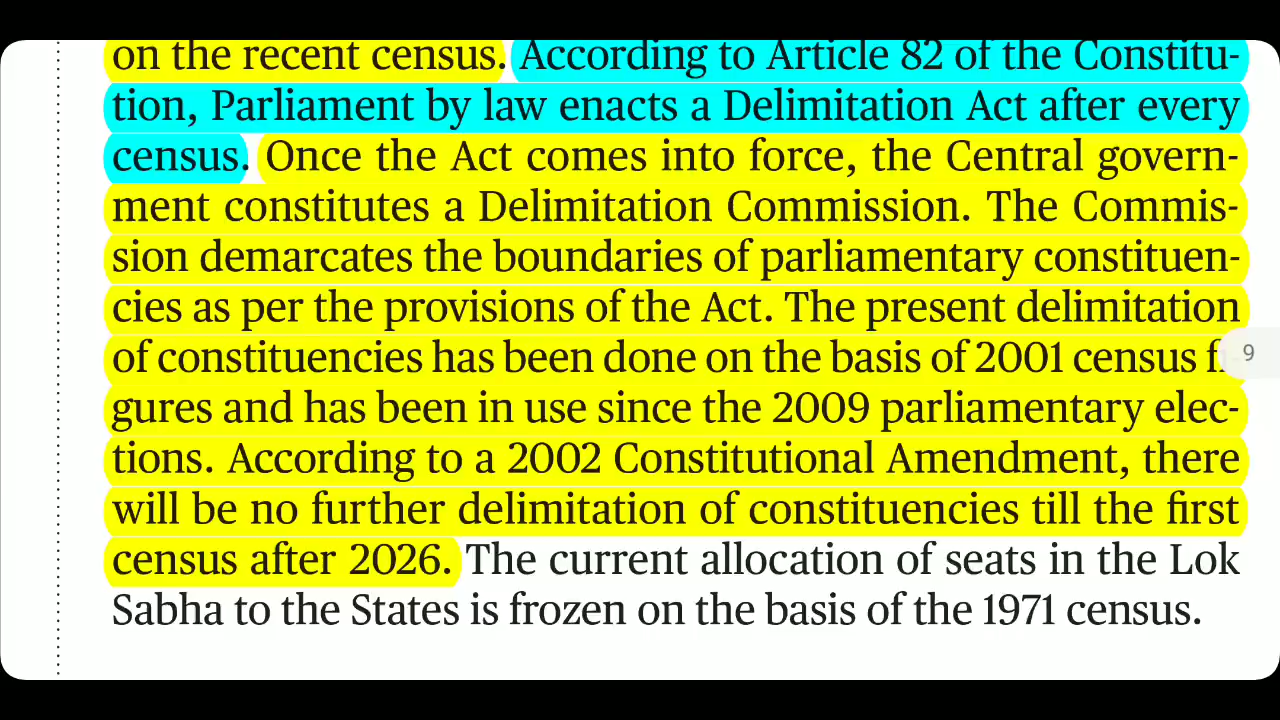 on the recent census. According to Article 82 of the Constitu-
tion, Parliament by law enacts a Delimitation Act after every
census. Once the Act comes into force, the Central govern-
ment constitutes a Delimitation Commission. The Commis-
sion demarcates the boundaries of parliamentary constituen-
cies as per the provisions of the Act. The present delimitation
of constituencies has been done on the basis of 2001 census fi-
gures and has been in use since the 2009 parliamentary elec-
tions. According to a 2002 Constitutional Amendment, there
will be no further delimitation of constituencies till the first
census after 2026. The current allocation of seats in the Lok
Sabha to the States is frozen on the basis of the 1971 census.
9